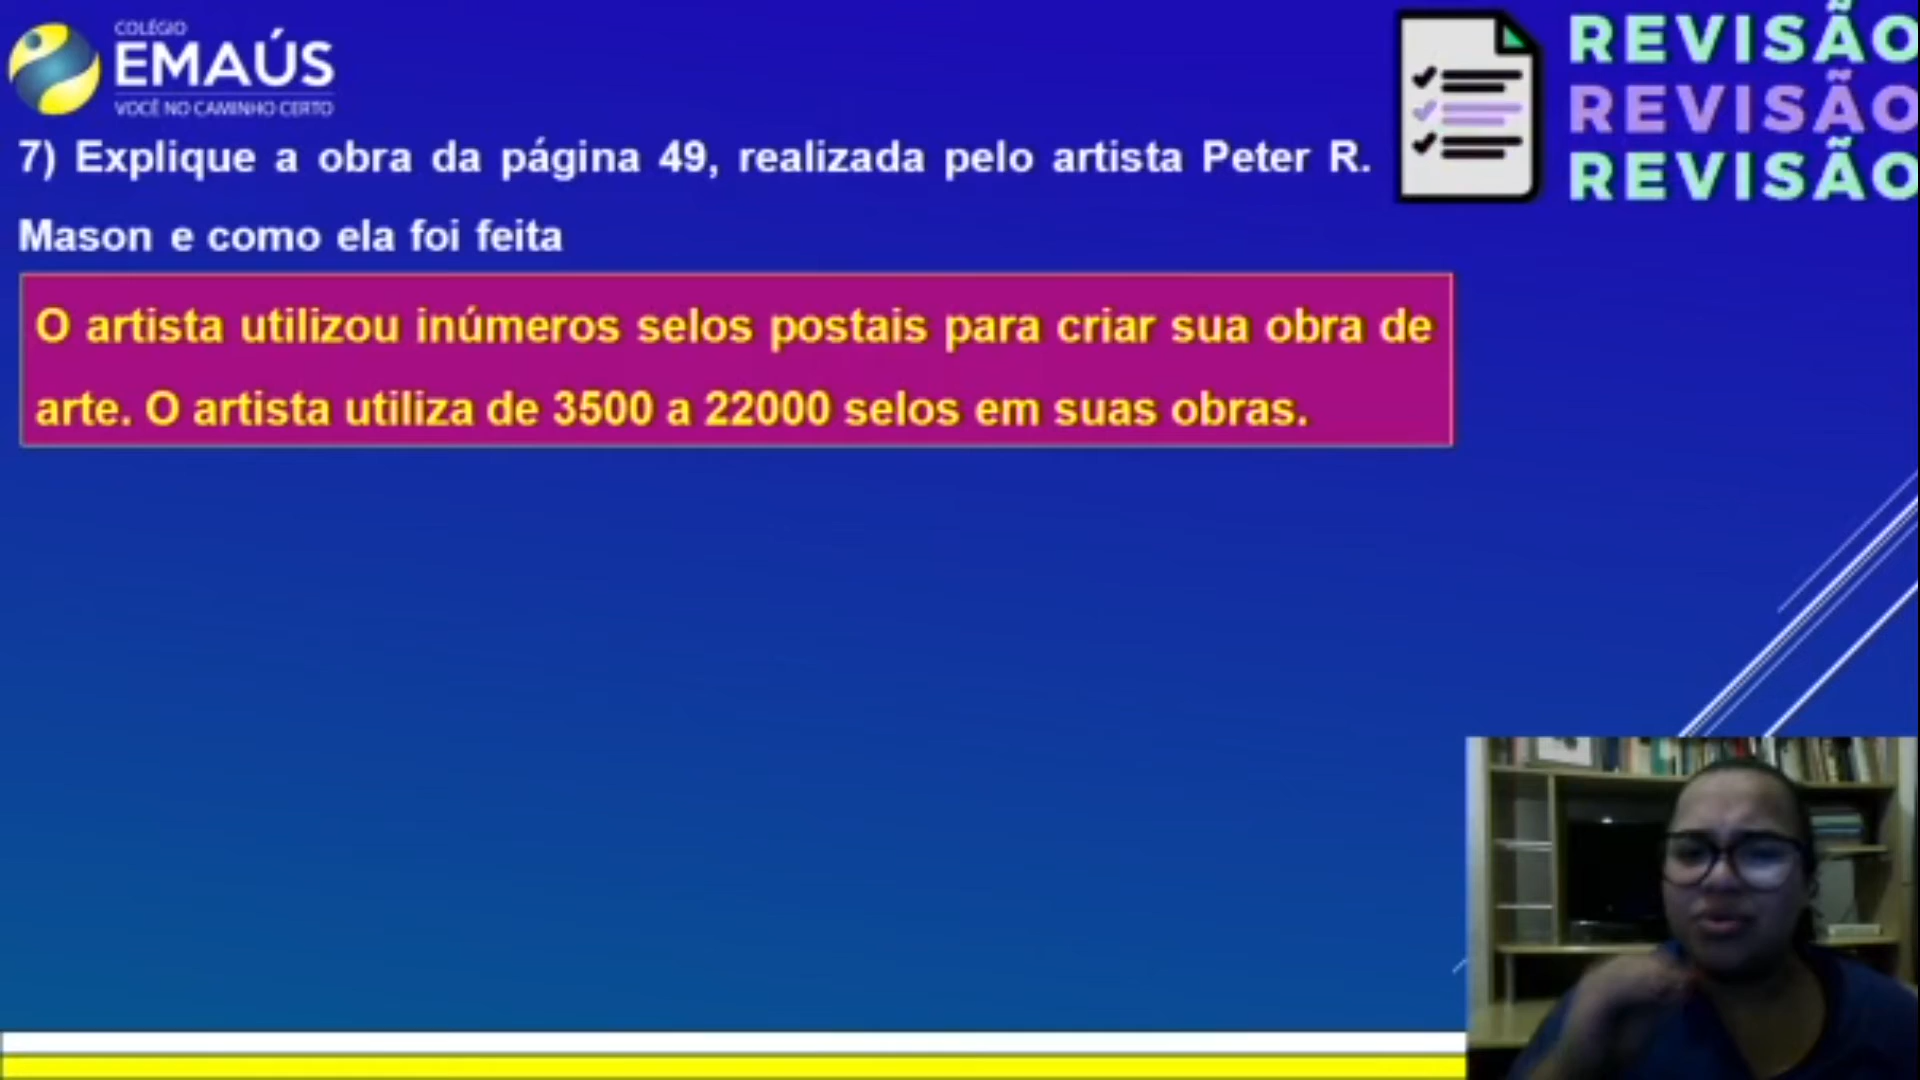 COLÉGIO
EMAÚS
VOCÊ NO CAMINHO CERTO
REVISÃO
REVISÃO
REVISÃO
7) Explique a obra da página 49, realizada pelo artista Peter R.
Mason e como ela foi feita
O artista utilizou inúmeros selos postais para criar sua obra de
arte. O artista utiliza de 3500 a 22000 selos em suas obras.